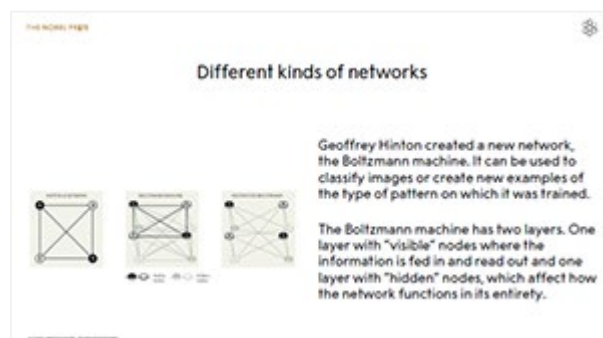 THE NOBEL PRIZE
Different kinds of networks
Geoffrey Hinton created a new network,
the Boltzmann machine. It can be used to
classify images or create new examples of
the type of pattern on which it was trained.
The Boltzmann machine has two layers. One
layer with "visible" nodes where the
information is fed in and read out and one
layer with "hidden" nodes, which affect how
the network functions in its entirety.